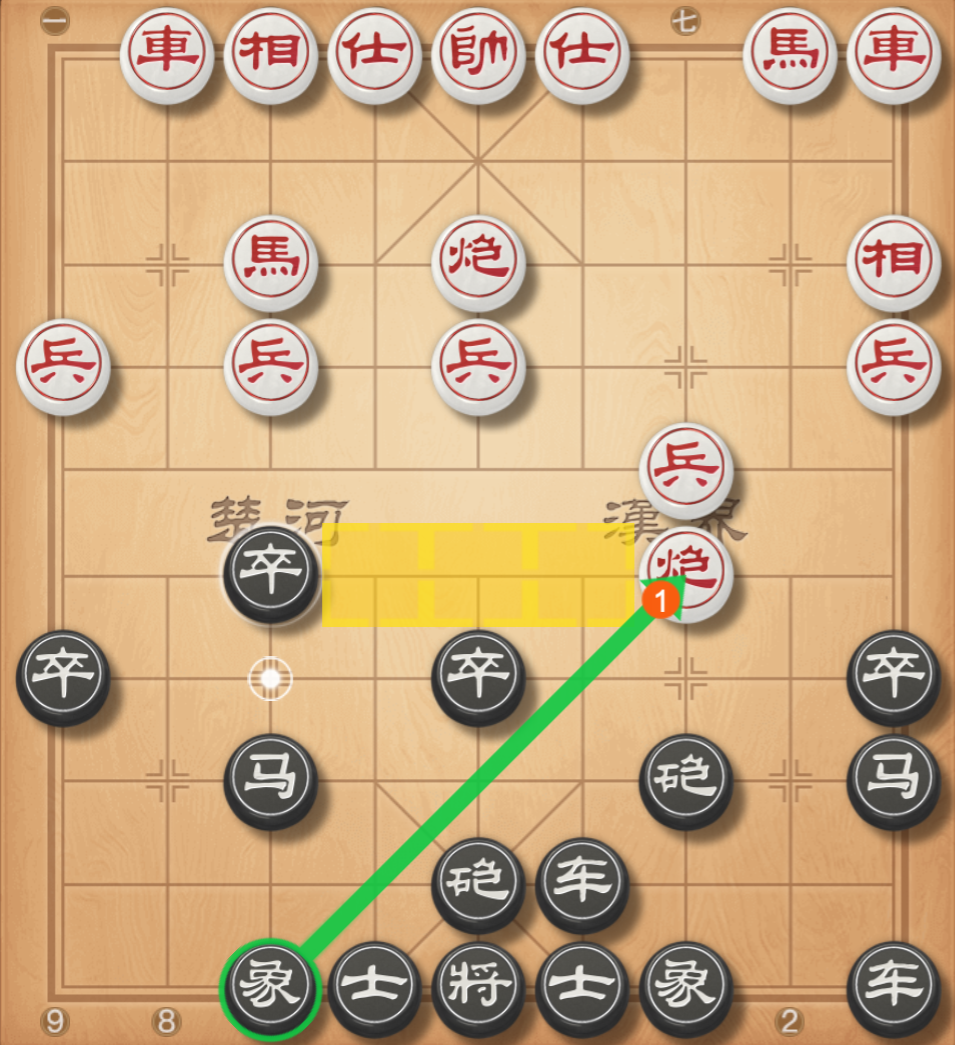 一 七
車 相 仕 帥 仕 馬 車
馬 炮 相
兵 兵 兵 兵
兵
楚河 漢界
卒 炮
1
卒 卒 卒
马 砲 马
砲 车
象 士 將 士 象 车
9 8 2